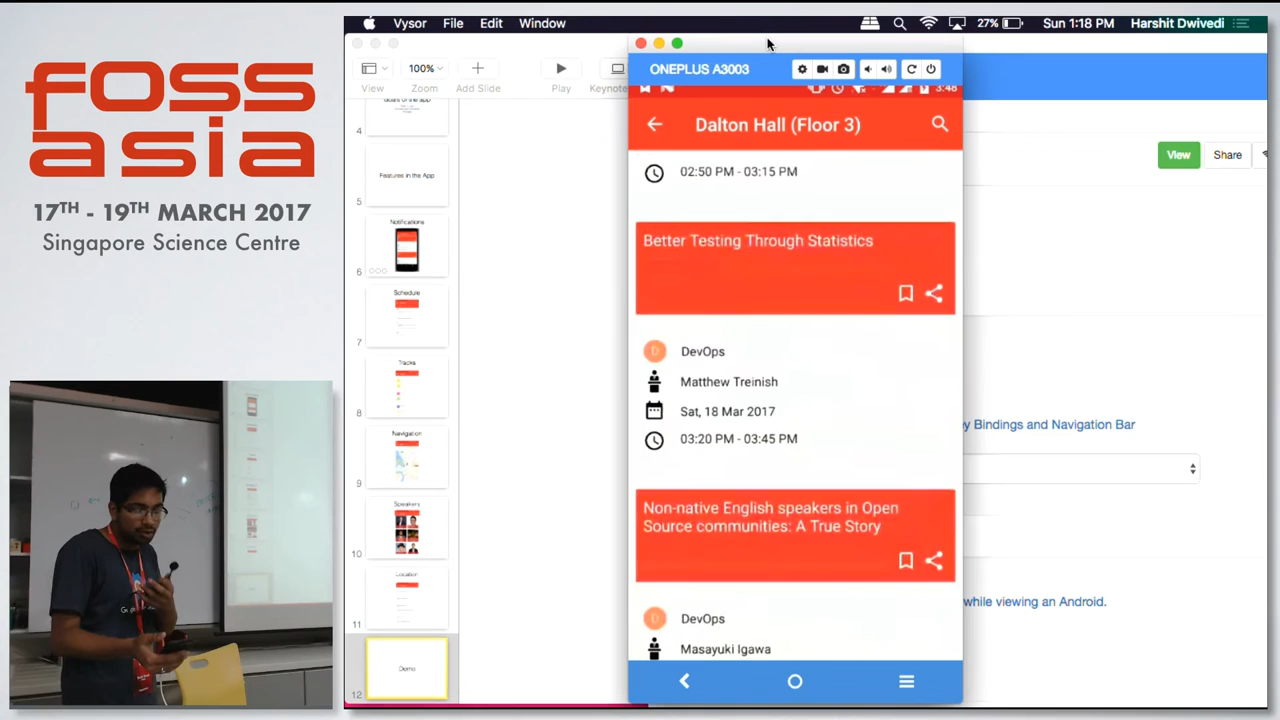 foss
asia
17TH - 19TH MARCH 2017
Singapore Science Centre
Vysor File Edit Window
27% Sun 1:18 PM Harshit Dwivedi
100%
View Zoom Add Slide Play Keynote
ONEPLUS A3003
3:48
Dalton Hall (Floor 3)
02:50 PM - 03:15 PM
Better Testing Through Statistics
D DevOps
Matthew Treinish
Sat, 18 Mar 2017
03:20 PM - 03:45 PM
Non-native English speakers in Open
Source communities: A True Story
D DevOps
Masayuki Igawa
View Share
y Bindings and Navigation Bar
while viewing an Android.
4
Features in the App
5
Notifications
6
Schedule
7
Tracks
8
Navigation
9
Speakers
10
Location
11
Demo
12